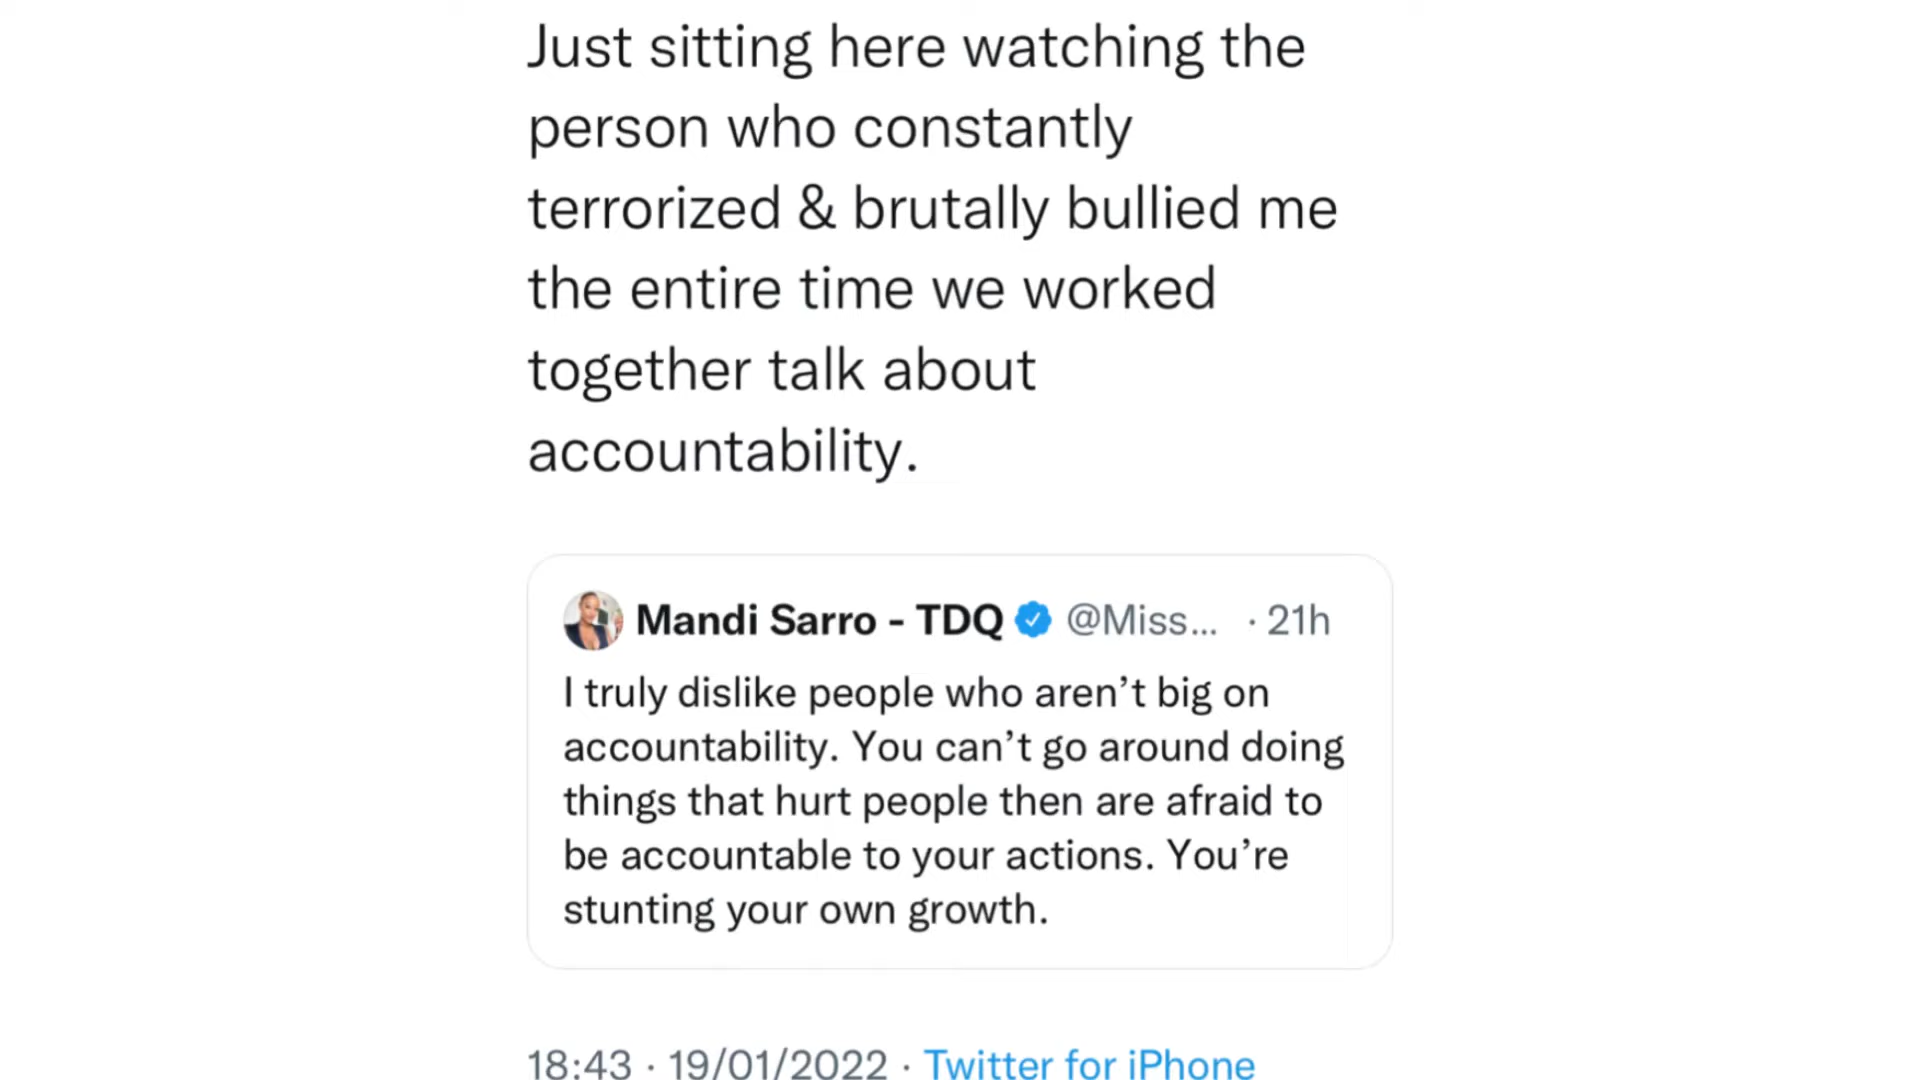 Just sitting here watching the
person who constantly
terrorized & brutally bullied me
the entire time we worked
together talk about
accountability.
Mandi Sarro - TDQ @Miss... · 21h
I truly dislike people who aren’t big on
accountability. You can’t go around doing
things that hurt people then are afraid to
be accountable to your actions. You’re
stunting your own growth.
18:43 · 19/01/2022 · Twitter for iPhone